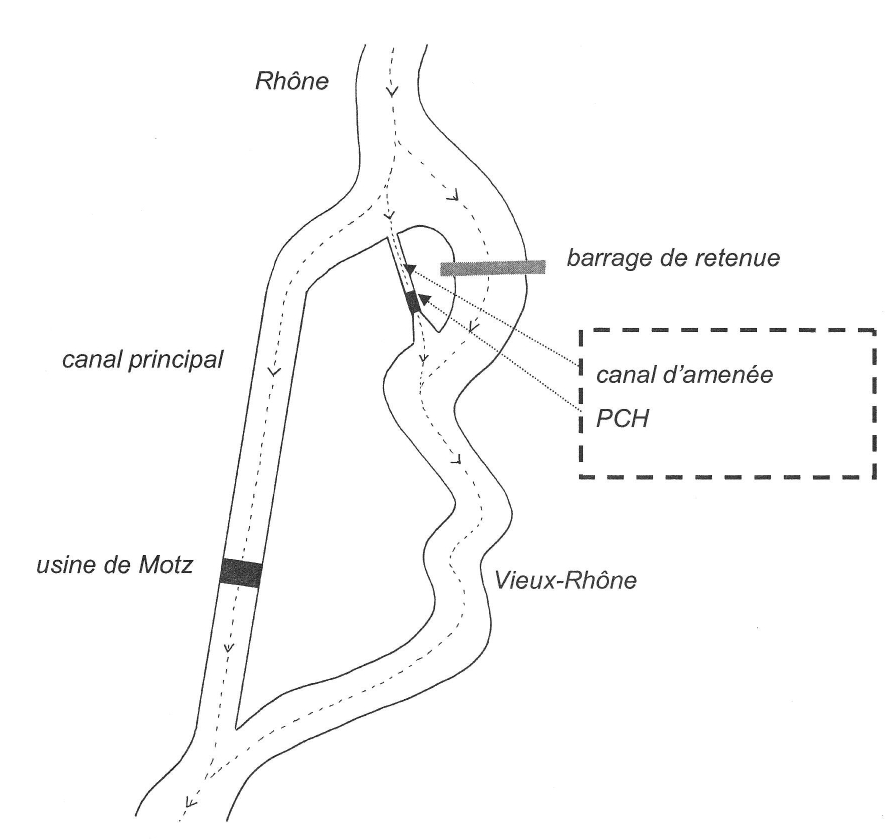 Rhône
barrage de retenue
canal principal
canal d'amenée
PCH
usine de Motz
Vieux-Rhône